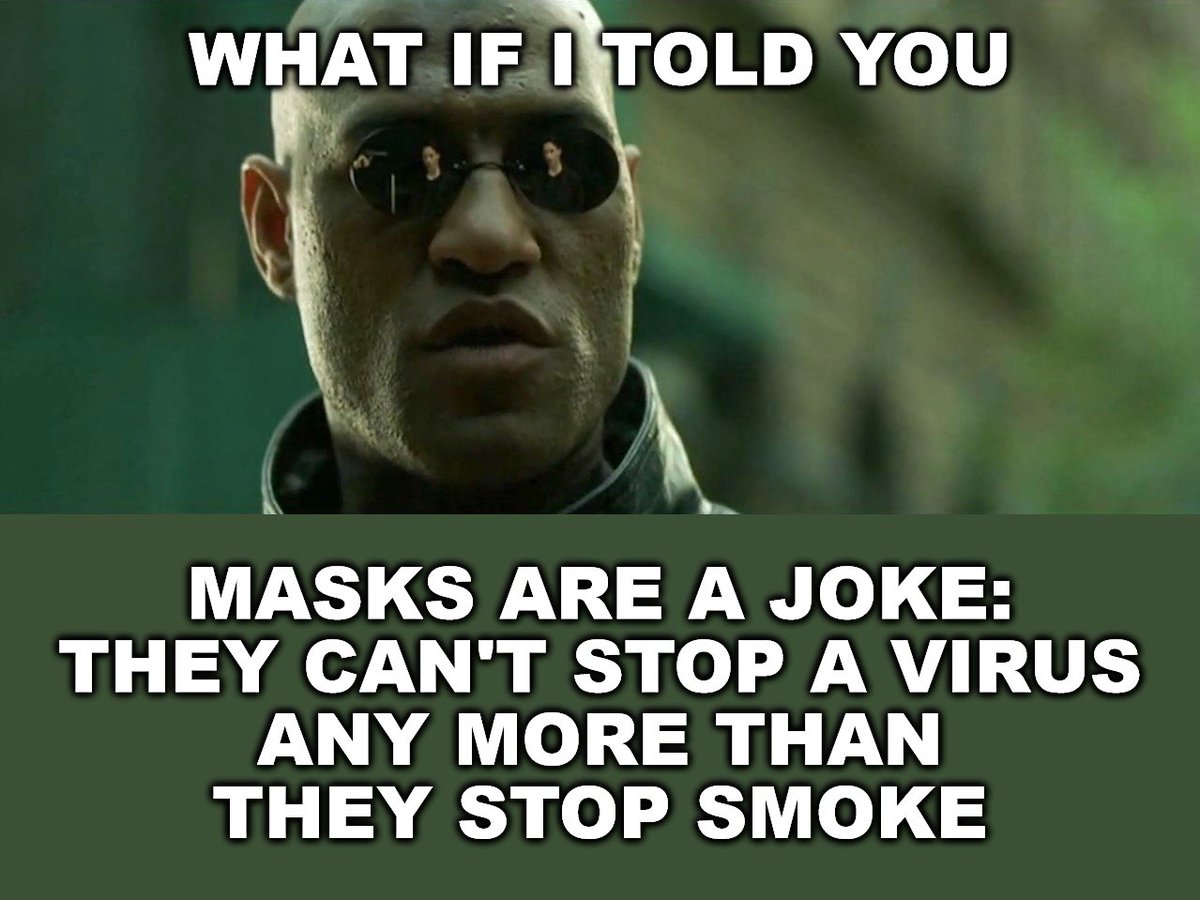 WHAT IF I TOLD YOU
MASKS ARE A JOKE:
THEY CAN'T STOP A VIRUS
ANY MORE THAN
THEY STOP SMOKE